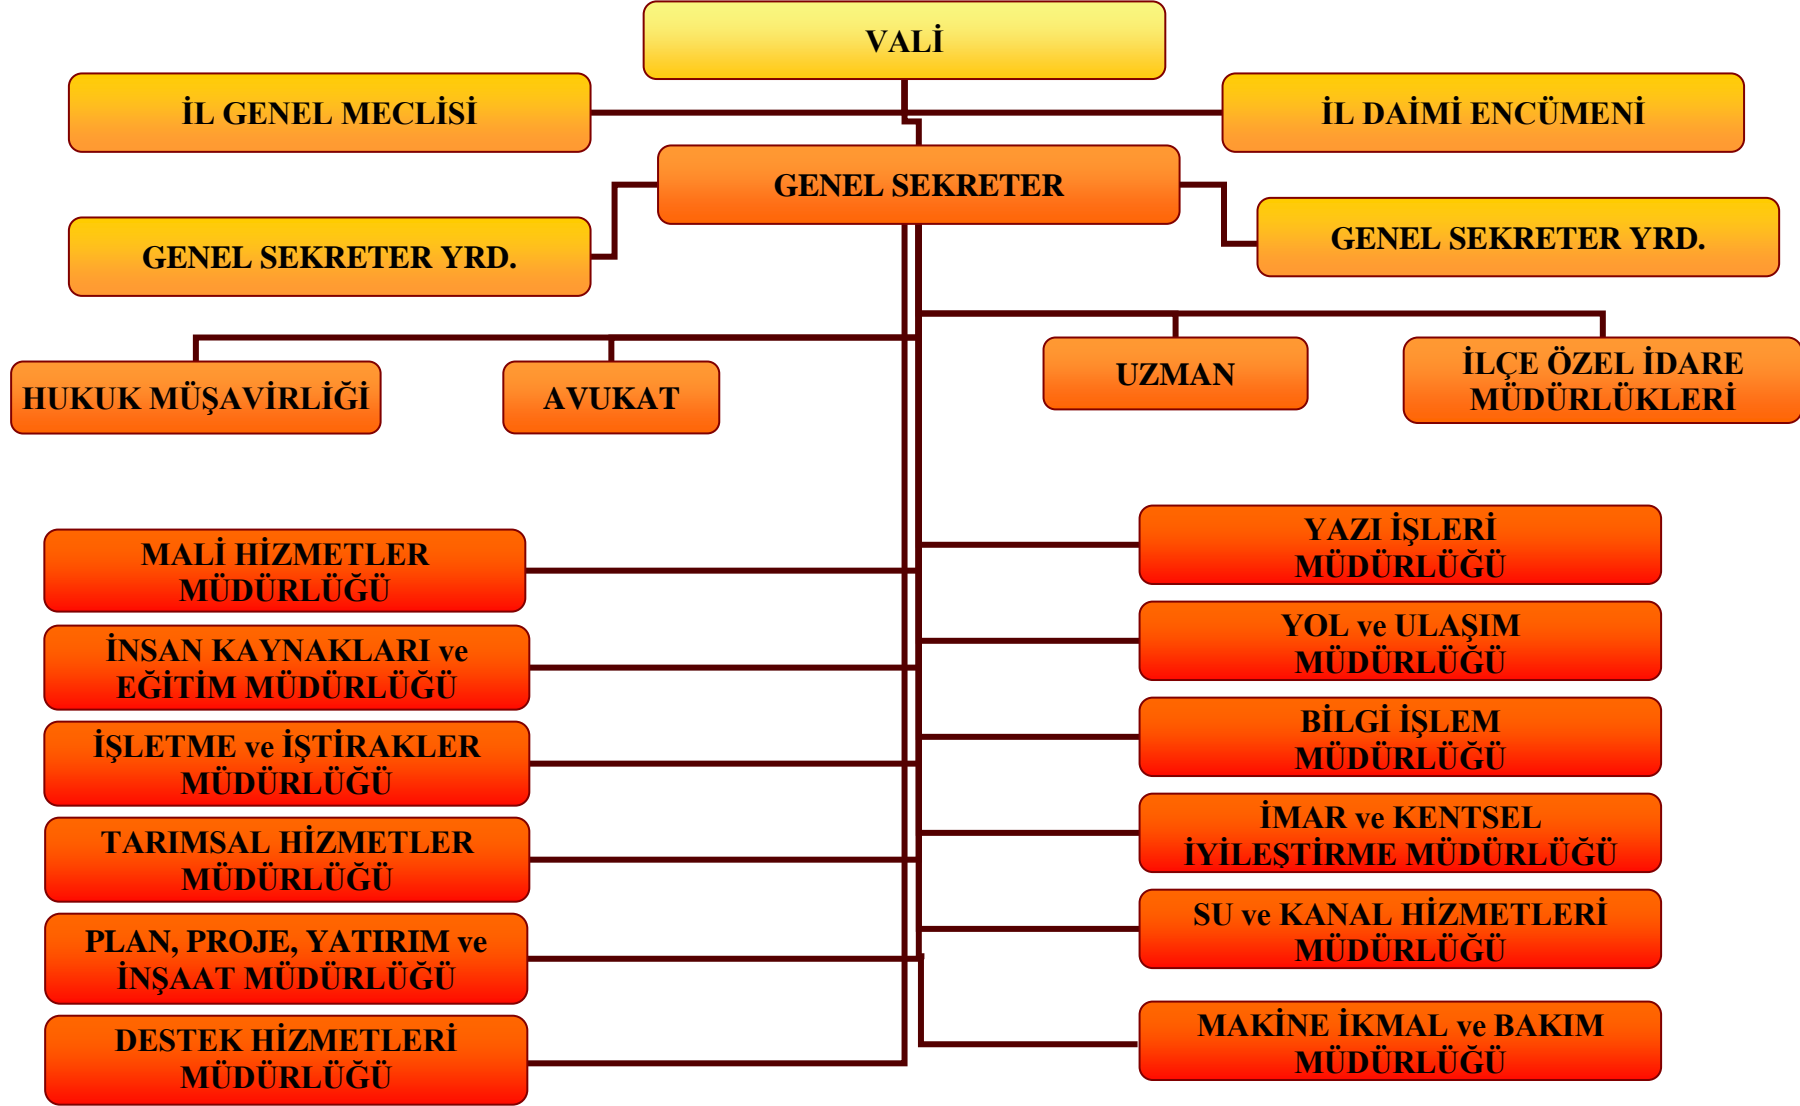 VALİ
İL GENEL MECLİSİ
İL DAİMİ ENCÜMENİ
GENEL SEKRETER
GENEL SEKRETER YRD.
GENEL SEKRETER YRD.
HUKUK MÜŞAVİRLİĞİ
AVUKAT
UZMAN
İLÇE ÖZEL İDARE
MÜDÜRLÜKLERİ
MALİ HİZMETLER
MÜDÜRLÜĞÜ
İNSAN KAYNAKLARI ve
EĞİTİM MÜDÜRLÜĞÜ
İŞLETME ve İŞTİRAKLER
MÜDÜRLÜĞÜ
TARIMSAL HİZMETLER
MÜDÜRLÜĞÜ
PLAN, PROJE, YATIRIM ve
İNŞAAT MÜDÜRLÜĞÜ
DESTEK HİZMETLERİ
MÜDÜRLÜĞÜ
YAZI İŞLERİ
MÜDÜRLÜĞÜ
YOL ve ULAŞIM
MÜDÜRLÜĞÜ
BİLGİ İŞLEM
MÜDÜRLÜĞÜ
İMAR ve KENTSEL
İYİLEŞTİRME MÜDÜRLÜĞÜ
SU ve KANAL HİZMETLERİ
MÜDÜRLÜĞÜ
MAKİNE İKMAL ve BAKIM
MÜDÜRLÜĞÜ